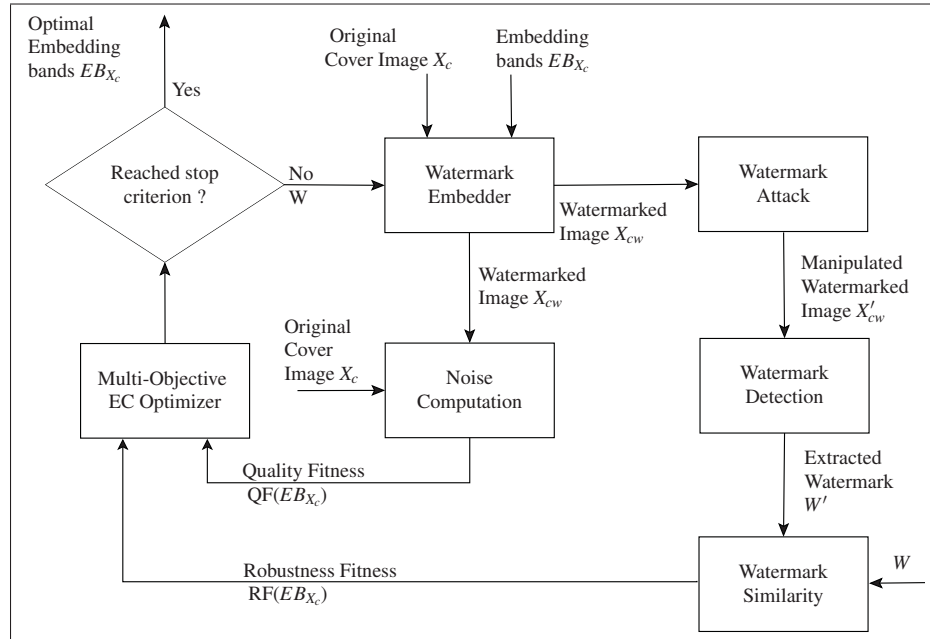 Optimal
Embedding
bands EB_{X_c}
Yes
Original
Cover Image X_c
Embedding
bands EB_{X_c}
Reached stop
criterion ?
No
W
Watermark
Embedder
Watermark
Attack
Watermarked
Image X_{cw}
Watermarked
Image X_{cw}
Manipulated
Watermarked
Image X'_{cw}
Original
Cover
Image X_c
Multi-Objective
EC Optimizer
Noise
Computation
Watermark
Detection
Quality Fitness
QF(EB_{X_c})
Extracted
Watermark
W'
Robustness Fitness
RF(EB_{X_c})
Watermark
Similarity
W